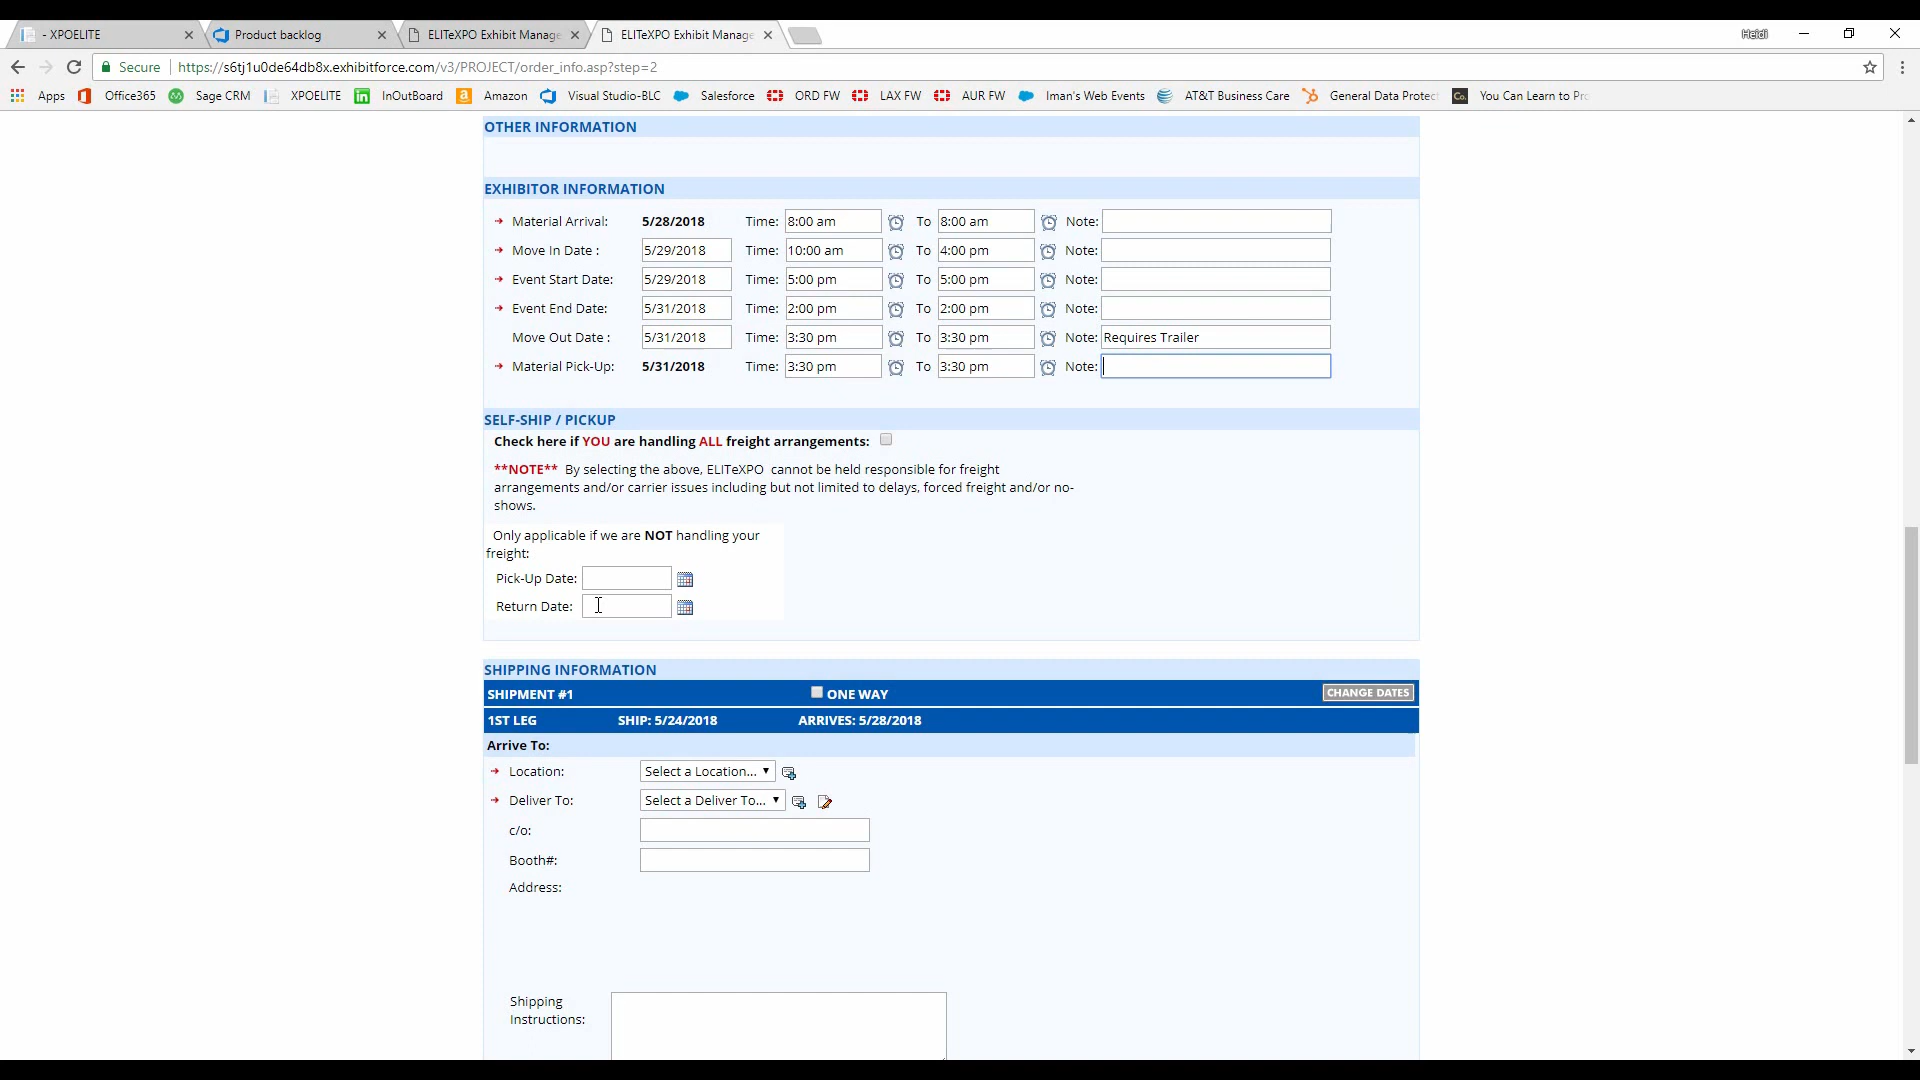 - XPOELITE
Product backlog
ELITeXPO Exhibit Manage
ELITeXPO Exhibit Manage
Heidi
Secure
https://s6tj1u0de64db8x.exhibitforce.com/v3/PROJECT/order_info.asp?step=2
Apps
Office365
Sage CRM
XPOELITE
InOutBoard
Amazon
Visual Studio-BLC
Salesforce
ORD FW
LAX FW
AUR FW
Iman's Web Events
AT&T Business Care
General Data Protec
Co.
You Can Learn to Pr
OTHER INFORMATION
EXHIBITOR INFORMATION
Material Arrival: 5/28/2018 Time: 8:00 am To 8:00 am Note:
Move In Date : 5/29/2018 Time: 10:00 am To 4:00 pm Note:
Event Start Date: 5/29/2018 Time: 5:00 pm To 5:00 pm Note:
Event End Date: 5/31/2018 Time: 2:00 pm To 2:00 pm Note:
Move Out Date : 5/31/2018 Time: 3:30 pm To 3:30 pm Note: Requires Trailer
Material Pick-Up: 5/31/2018 Time: 3:30 pm To 3:30 pm Note:
SELF-SHIP / PICKUP
Check here if YOU are handling ALL freight arrangements:
**NOTE** By selecting the above, ELITeXPO cannot be held responsible for freight
arrangements and/or carrier issues including but not limited to delays, forced freight and/or no-
shows.
Only applicable if we are NOT handling your
freight:
Pick-Up Date:
Return Date:
SHIPPING INFORMATION
SHIPMENT #1 ONE WAY CHANGE DATES
1ST LEG SHIP: 5/24/2018 ARRIVES: 5/28/2018
Arrive To:
Location: Select a Location...
Deliver To: Select a Deliver To...
c/o:
Booth#:
Address:
Shipping
Instructions: